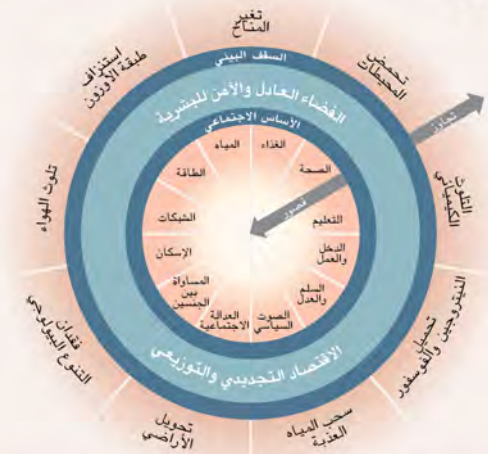 تغير
المناخ
تحمض
المحيطات
التلوث
الكيميائي
تحميل
النيتروجين والفوسفور
سحب المياه
العذبة
تحويل
الأراضي
فقدان
التنوع البيولوجي
تلوث الهواء
استنزاف
طبقة الأوزون
السقف البيئي
الفضاء العادل والآمن للبشرية
الأساس الاجتماعي
تجاوز
قصور
الغذاء
الصحة
التعليم
الدخل
والعمل
السلم
والعدل
الصوت
السياسي
العدالة
الاجتماعية
المساواة
بين
الجنسين
الإسكان
الشبكات
الطاقة
المياه
الاقتصاد التجديدي والتوزيعي